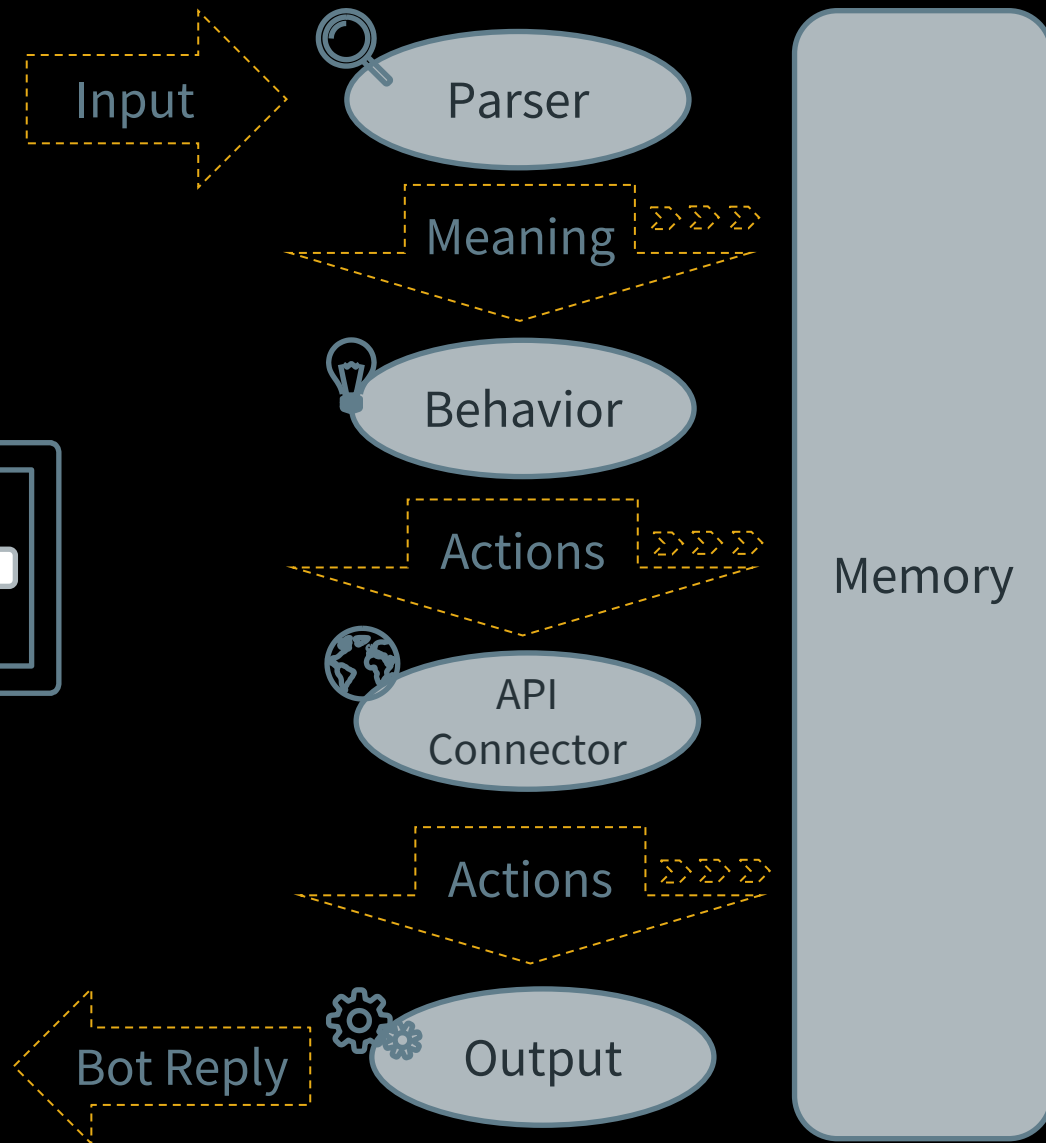 Input
Parser
Meaning
Behavior
Actions
Memory
API
Connector
Actions
Output
Bot Reply